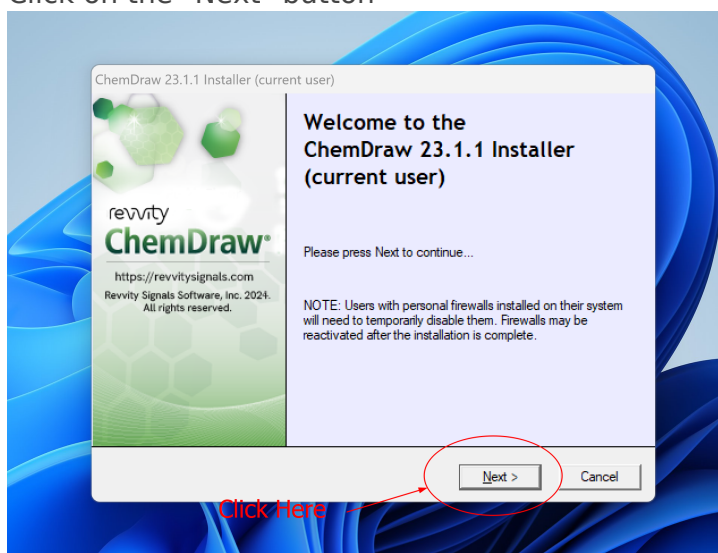 Click on the "Next" button
ChemDraw 23.1.1 Installer (current user)
Welcome to the
ChemDraw 23.1.1 Installer
(current user)
revvity
ChemDraw®
https://revvitysignals.com
Revvity Signals Software, Inc. 2024.
All rights reserved.
Please press Next to continue...
NOTE: Users with personal firewalls installed on their system
will need to temporarily disable them. Firewalls may be
reactivated after the installation is complete.
Next >
Cancel
Click Here